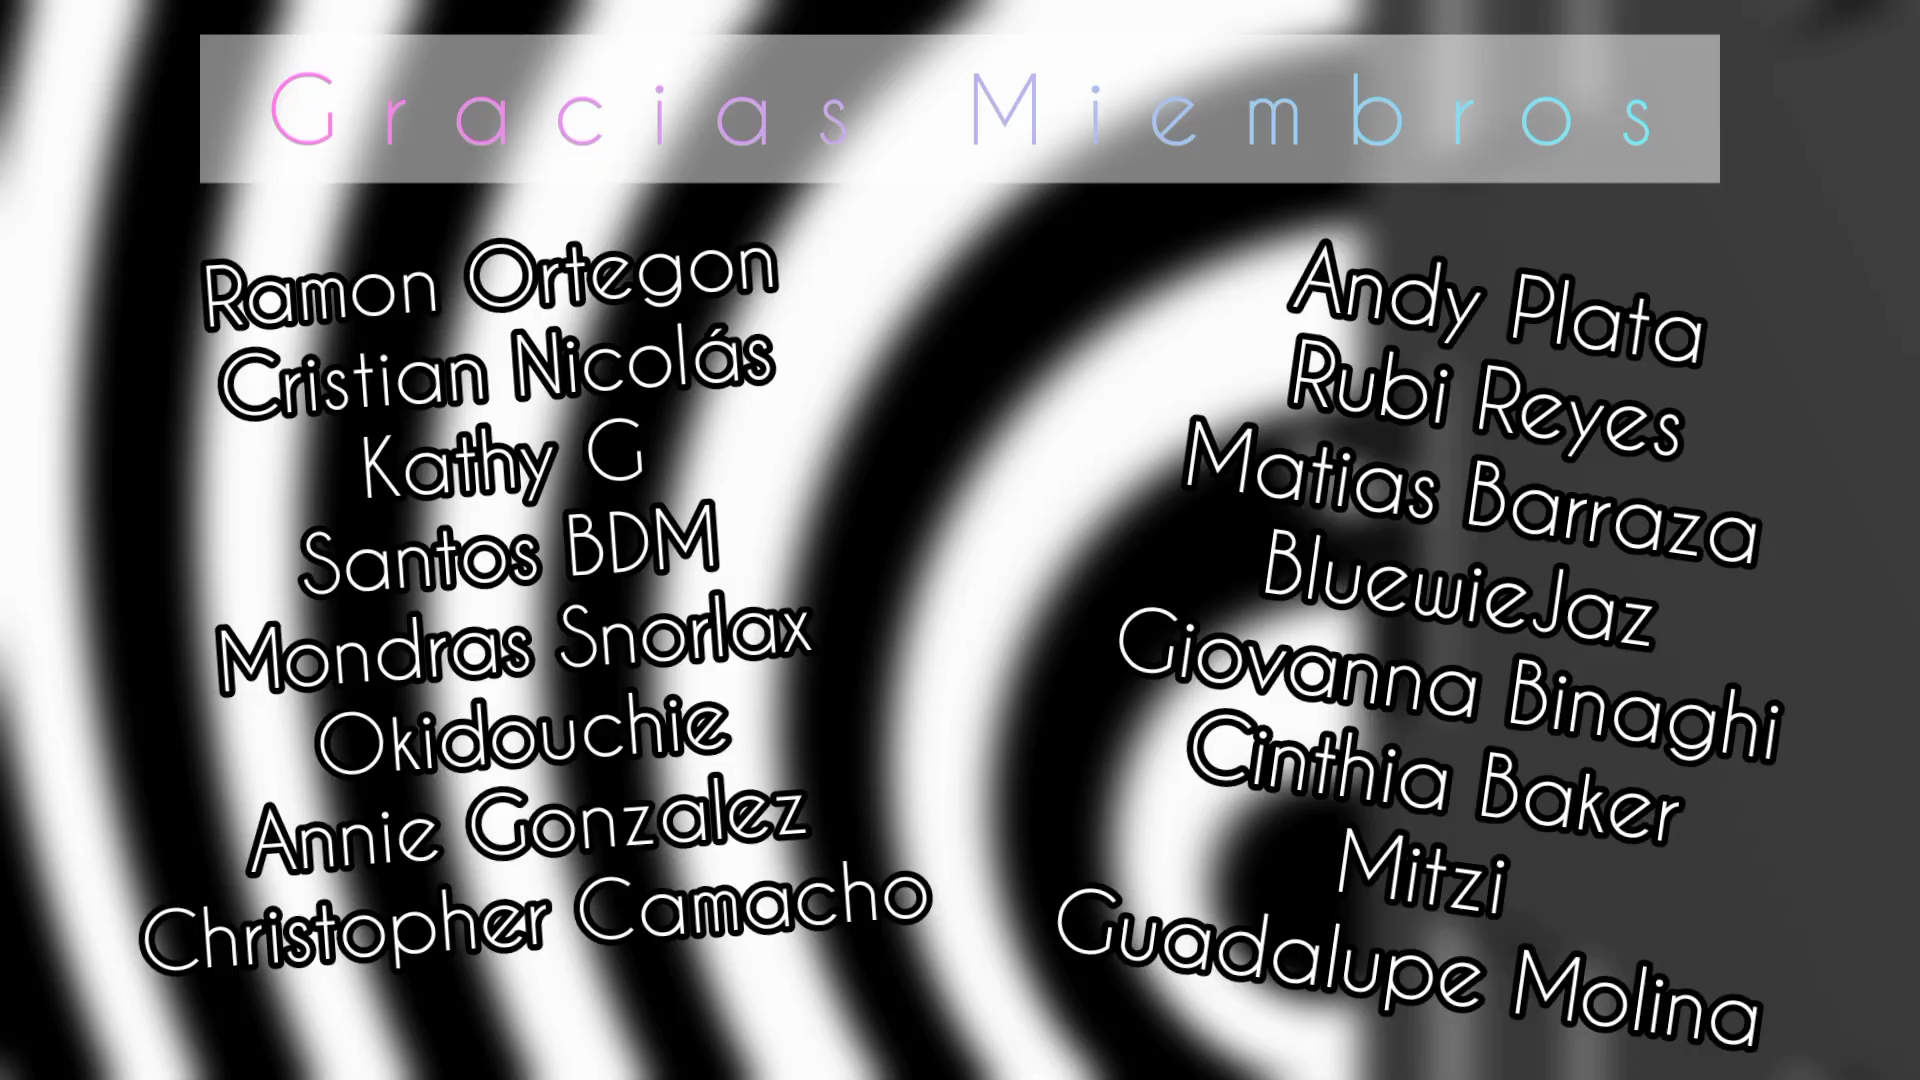 Gracias Miembros
Ramon Ortegon
Cristian Nicolás
Kathy G
Santos BDM
Mondras Snorlax
Okidouchie
Annie Gonzalez
Christopher Camacho
Andy Plata
Rubi Reyes
Matias Barraza
BluewieJaz
Giovanna Binaghi
Cinthia Baker
Mitzi
Guadalupe Molina